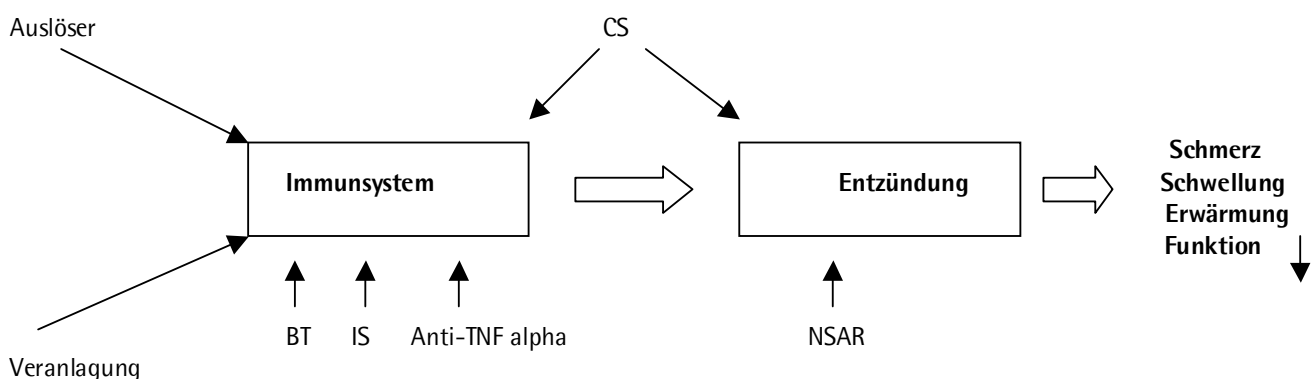 Auslöser
CS
Immunsystem
Entzündung
Schmerz
Schwellung
Erwärmung
Funktion
BT IS Anti-TNF alpha
NSAR
Veranlagung